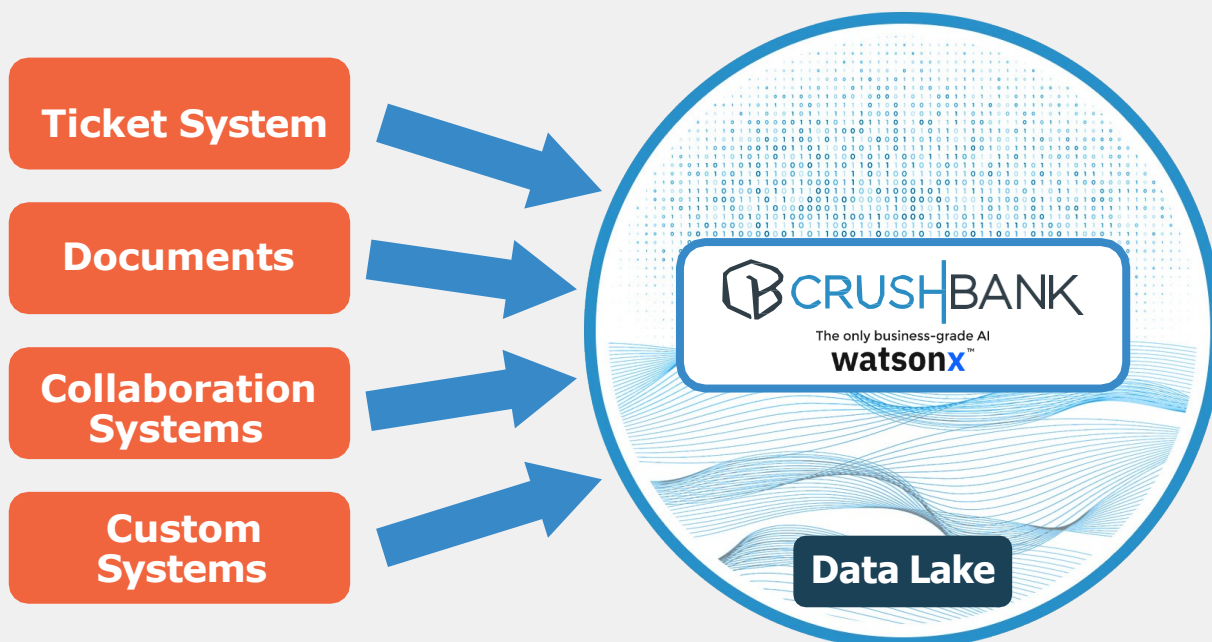 Ticket System
Documents
Collaboration
Systems
Custom
Systems
CRUSHBANK
The only business-grade AI
watsonx™
Data Lake